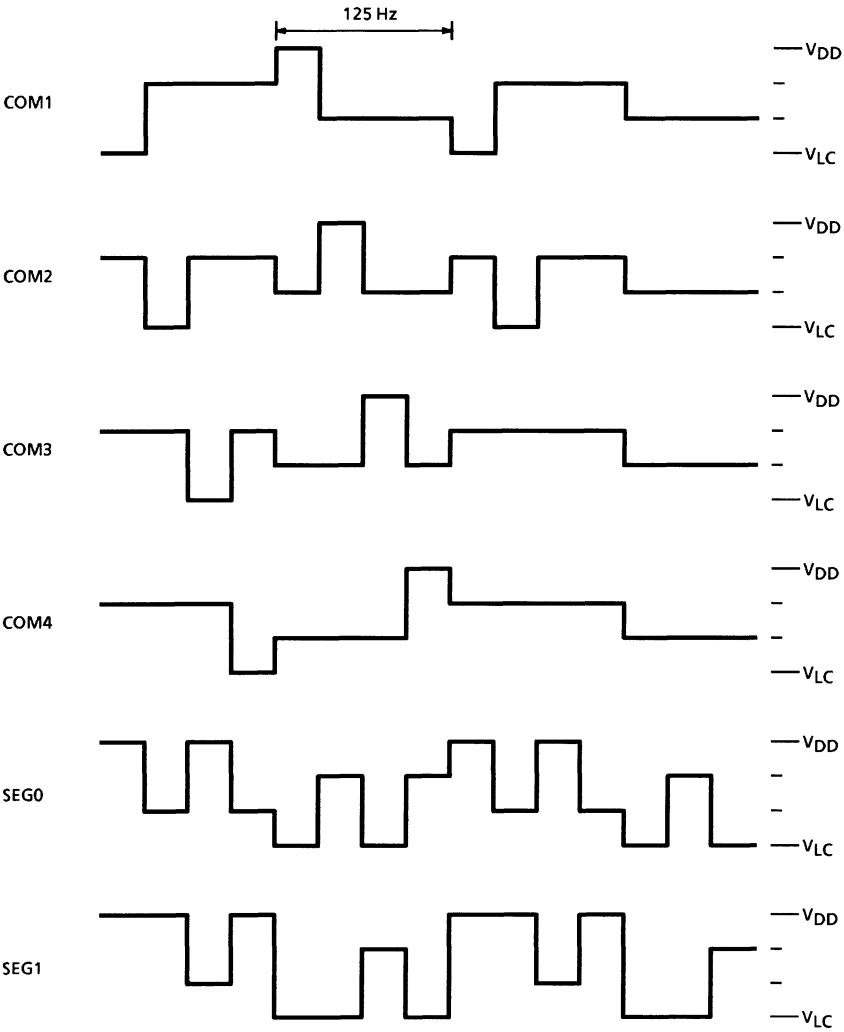 125 Hz
COM1
VDD
VLC
COM2
VDD
VLC
COM3
VDD
VLC
COM4
VDD
VLC
SEG0
VDD
VLC
SEG1
VDD
VLC